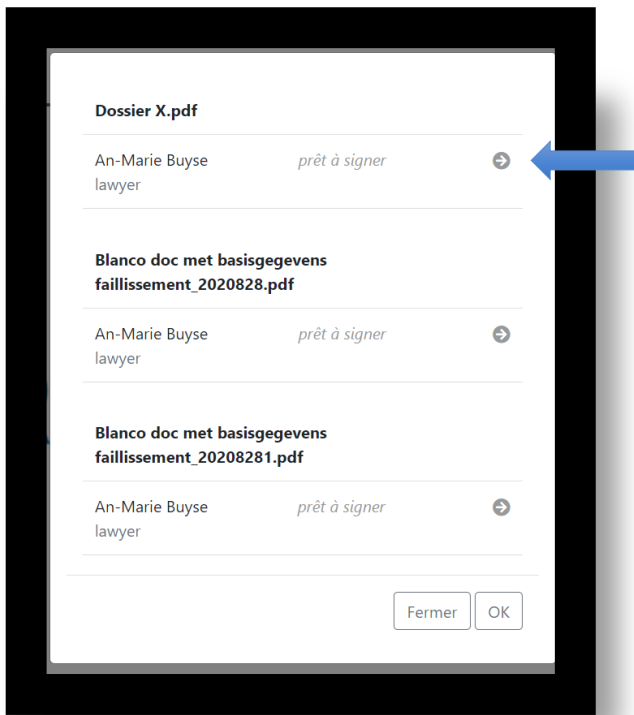 Dossier X.pdf
An-Marie Buyse prêt à signer
lawyer
Blanco doc met basisgegevens
faillissement_2020828.pdf
An-Marie Buyse prêt à signer
lawyer
Blanco doc met basisgegevens
faillissement_20208281.pdf
An-Marie Buyse prêt à signer
lawyer
Fermer OK